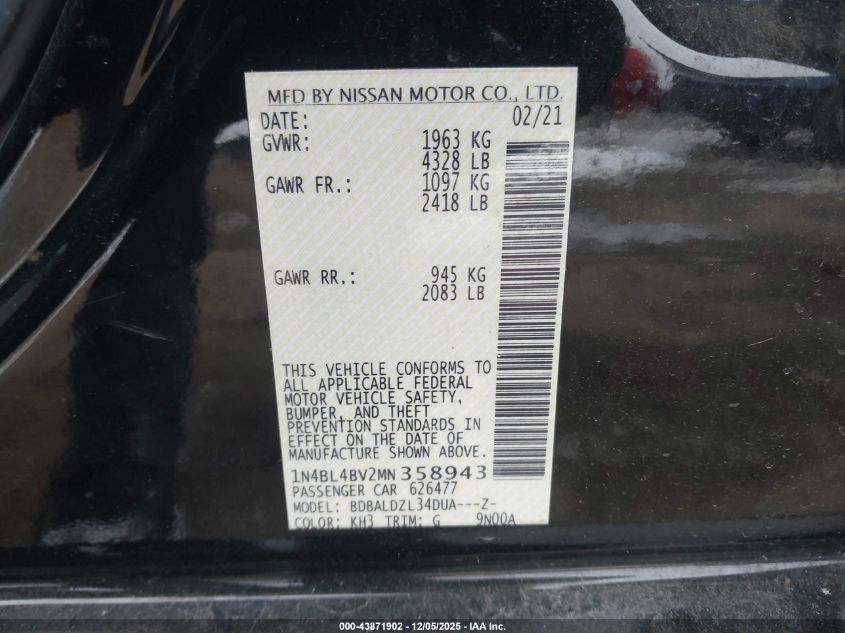 MFD BY NISSAN MOTOR CO., LTD.
DATE: 02/21
GVWR: 1963 KG
4328 LB
GAWR FR.: 1097 KG
2418 LB
GAWR RR.: 945 KG
2083 LB
THIS VEHICLE CONFORMS TO
ALL APPLICABLE FEDERAL
MOTOR VEHICLE SAFETY,
BUMPER, AND THEFT
PREVENTION STANDARDS IN
EFFECT ON THE DATE OF
MANUFACTURE SHOWN ABOVE.
1N4BL4BV2MN358943
PASSENGER CAR 626477
MODEL: BDBALDZL34DUA---Z-
COLOR: KH3 TRIM: G 9N00A
000-43871902 - 12/05/2025 - IAA Inc.